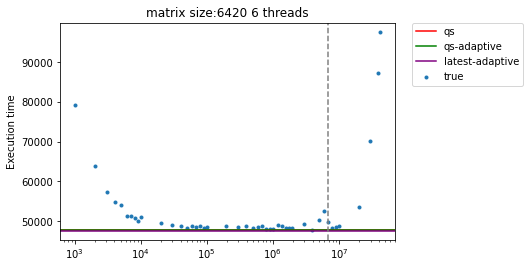 matrix size:6420 6 threads
Execution time
90000
80000
70000
60000
50000
10³
10⁴
10⁵
10⁶
10⁷
qs
qs-adaptive
latest-adaptive
true